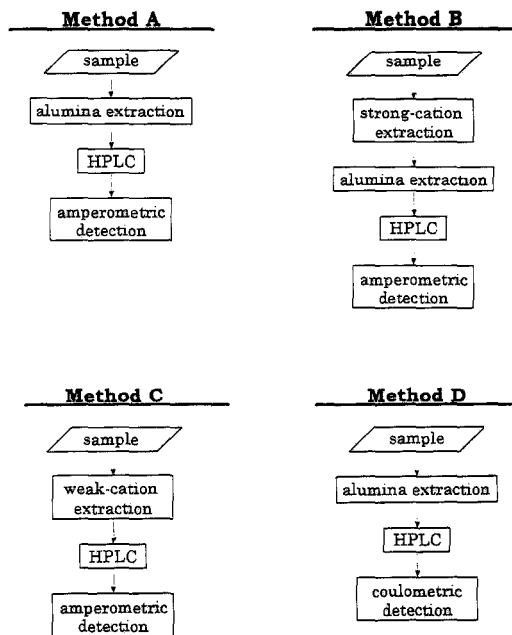 Method A
sample
alumina extraction
HPLC
amperometric
detection
Method B
sample
strong-cation
extraction
alumina extraction
HPLC
amperometric
detection
Method C
sample
weak-cation
extraction
HPLC
amperometric
detection
Method D
sample
alumina extraction
HPLC
coulometric
detection